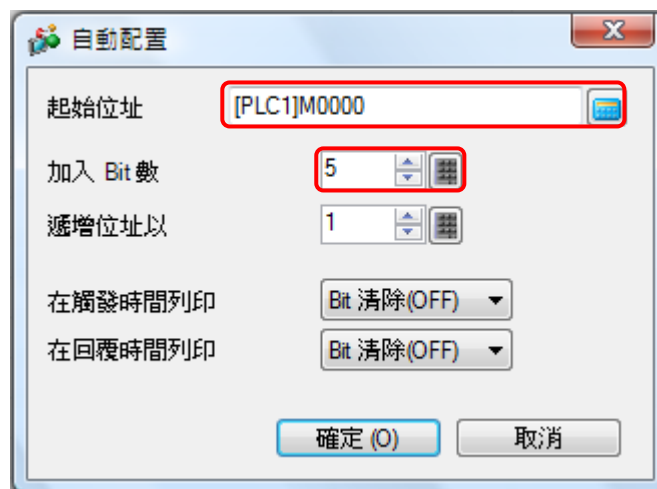 自動配置
起始位址 [PLC1]M0000
加入 Bit 數 5
遞增位址以 1
在觸發時間列印 Bit 清除(OFF)
在回覆時間列印 Bit 清除(OFF)
確定 (O) 取消